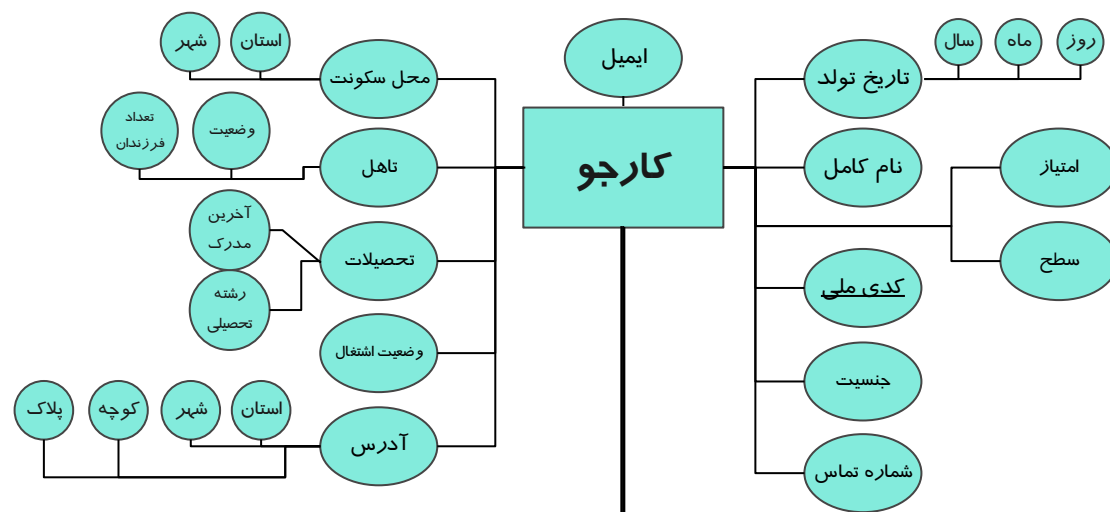 ایمیل
کارجو
تاریخ تولد
روز
ماه
سال
نام کامل
امتیاز
سطح
کدی ملی
جنسیت
شماره تماس
محل سکونت
استان
شهر
تاهل
وضعیت
تعداد
فرزندان
تحصیلات
آخرین
مدرک
رشته
تحصیلی
وضعیت اشتغال
آدرس
استان
شهر
کوچه
پلاک